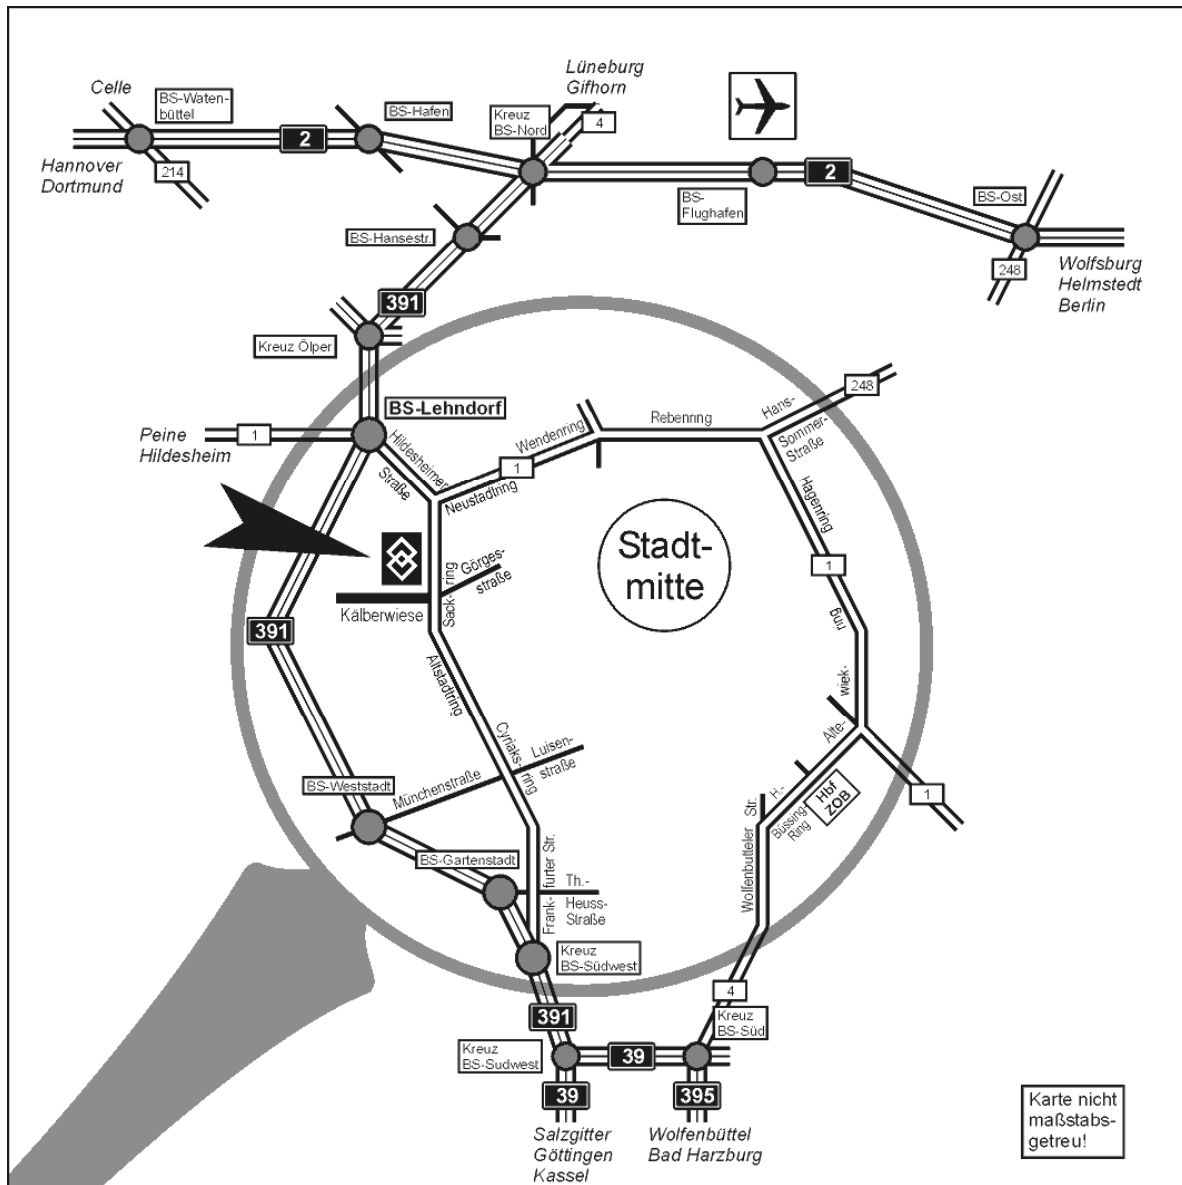 Lüneburg
Gifhorn
Celle
BS-Waten-
büttel
BS-Hafen
Kreuz
BS-Nord
4
2
Hannover
Dortmund
214
2
BS-
Flughafen
BS-Ost
BS-Hansestr.
248
Wolfsburg
Helmstedt
Berlin
391
Kreuz Ölper
BS-Lehndorf
Peine
Hildesheim
1
Hildesheimer
Straße
Neustadtring
1
Wendenring
Rebenring
Hans-
Sommer-
Straße
248
Hagenring
1
Stadt-
mitte
Görges-
straße
Sack-
ring
Kälberwiese
391
Altstadtring
Cyriaks-
ring
Luisen-
straße
Münchenstraße
BS-Weststadt
ring
wiek-
Alte-
1
Hbf
ZOB
H.-
Büssing-
Ring
Wolfenbutteler Str.
BS-Gartenstadt
Frank-
furter Str.
Th.-
Heuss-
Straße
Kreuz
BS-Südwest
4
Kreuz
BS-Süd
391
Kreuz
BS-Sudwest
39
39
395
Salzgitter
Göttingen
Kassel
Wolfenbüttel
Bad Harzburg
Karte nicht
maßstabs-
getreu!